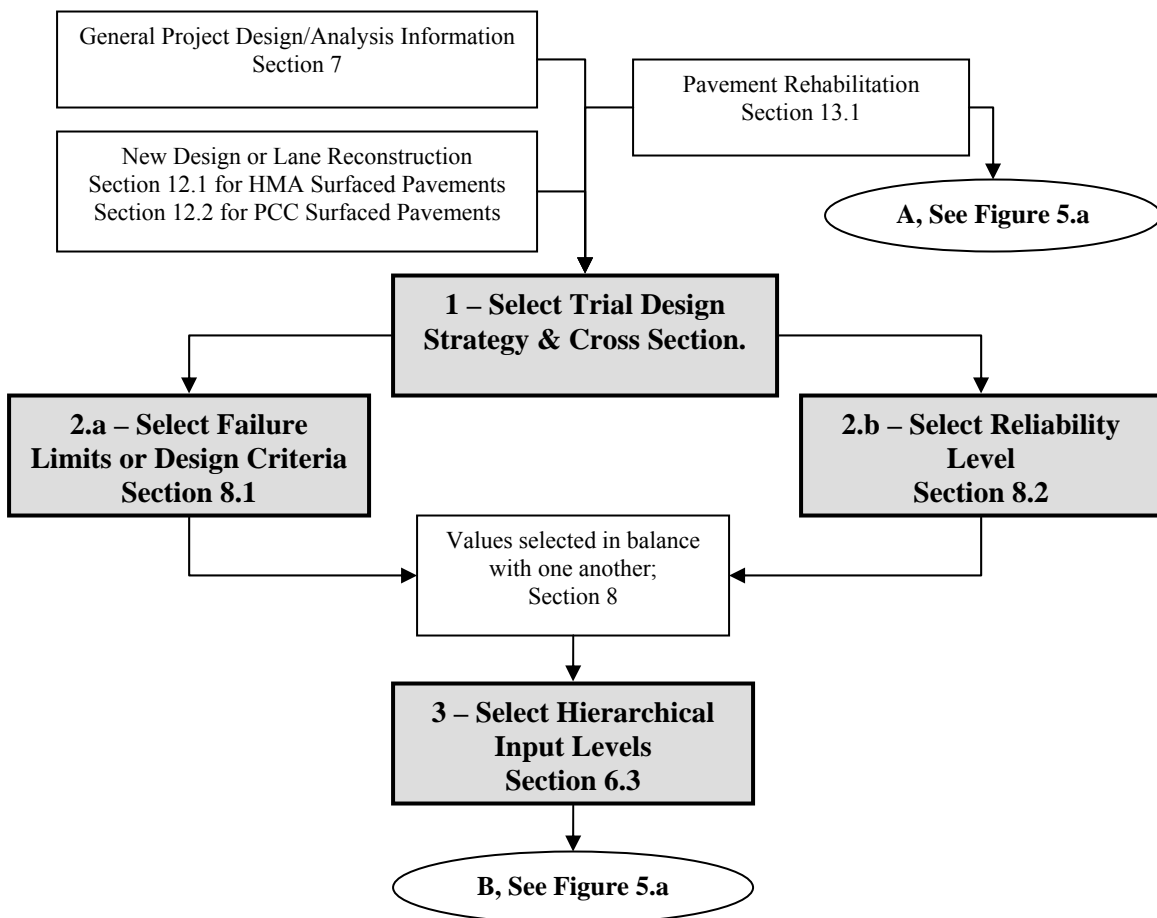 General Project Design/Analysis Information
Section 7
Pavement Rehabilitation
Section 13.1
New Design or Lane Reconstruction
Section 12.1 for HMA Surfaced Pavements
Section 12.2 for PCC Surfaced Pavements
A, See Figure 5.a
1 – Select Trial Design
Strategy & Cross Section.
2.a – Select Failure
Limits or Design Criteria
Section 8.1
2.b – Select Reliability
Level
Section 8.2
Values selected in balance
with one another;
Section 8
3 – Select Hierarchical
Input Levels
Section 6.3
B, See Figure 5.a